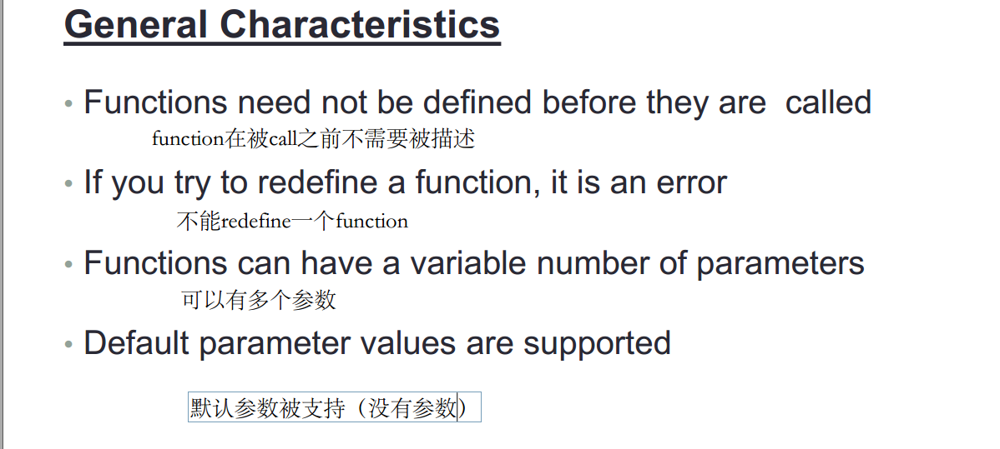 General Characteristics
• Functions need not be defined before they are called
function在被call之前不需要被描述
• If you try to redefine a function, it is an error
不能redefine一个function
• Functions can have a variable number of parameters
可以有多个参数
• Default parameter values are supported
默认参数被支持（没有参数）